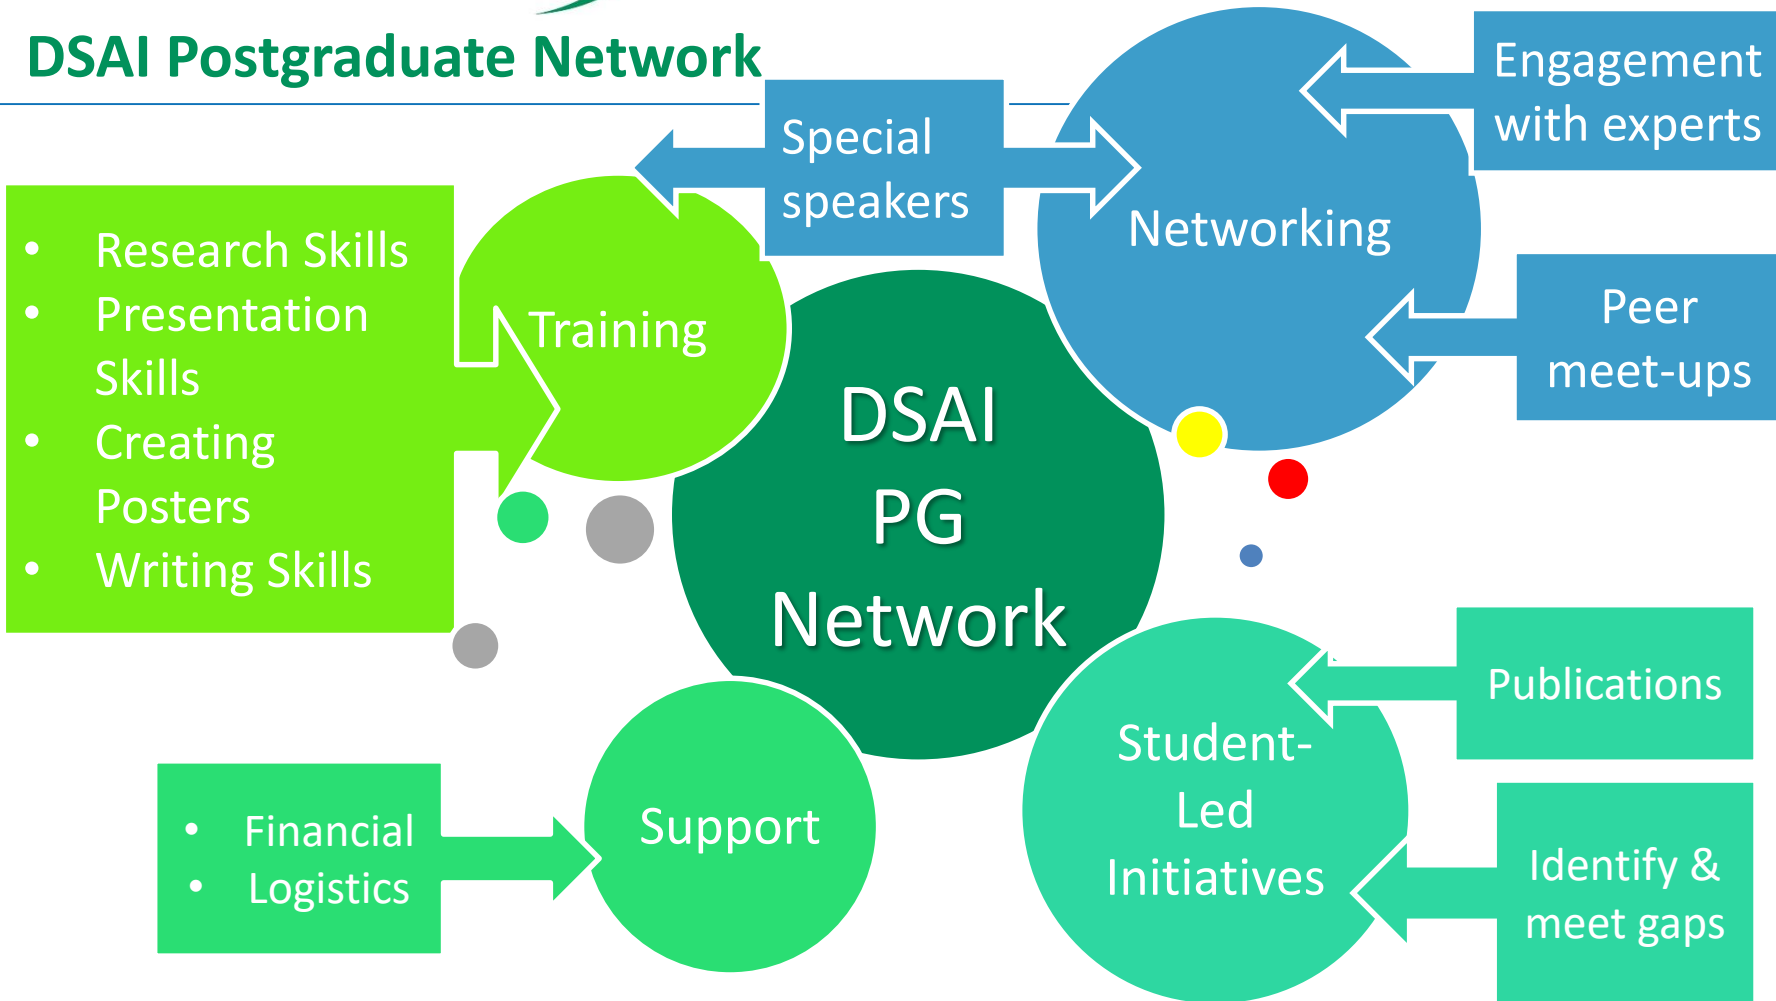 DSAI Postgraduate Network
Special
speakers
Engagement
with experts
Networking
Peer
meet-ups
• Research Skills
• Presentation
Skills
• Creating
Posters
• Writing Skills
Training
DSAI
PG
Network
Publications
Student-
Led
Initiatives
Identify &
meet gaps
• Financial
• Logistics
Support